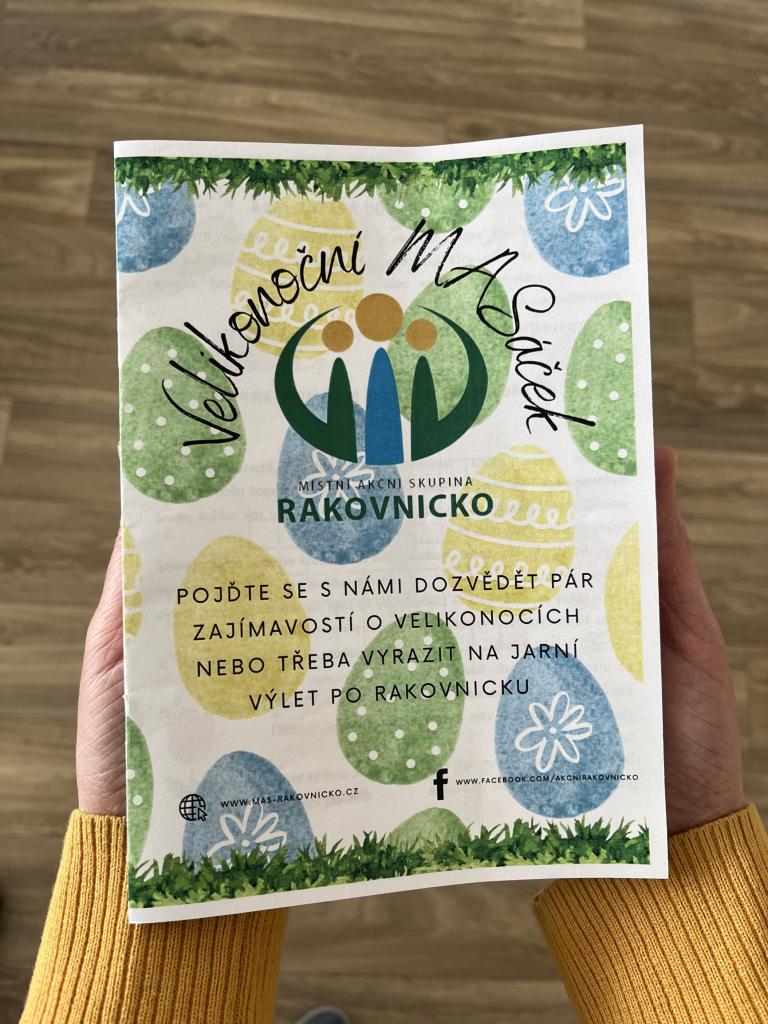 Velikonoční MASáček
MÍSTNÍ AKČNÍ SKUPINA
RAKOVNICKO
POJĎTE SE S NÁMI DOZVĚDĚT PÁR
ZAJÍMAVOSTÍ O VELIKONOCÍCH
NEBO TŘEBA VYRAZIT NA JARNÍ
VÝLET PO RAKOVNICKU
WWW.MAS-RAKOVNICKO.CZ
WWW.FACEBOOK.COM/AKCNIRAKOVNICKO